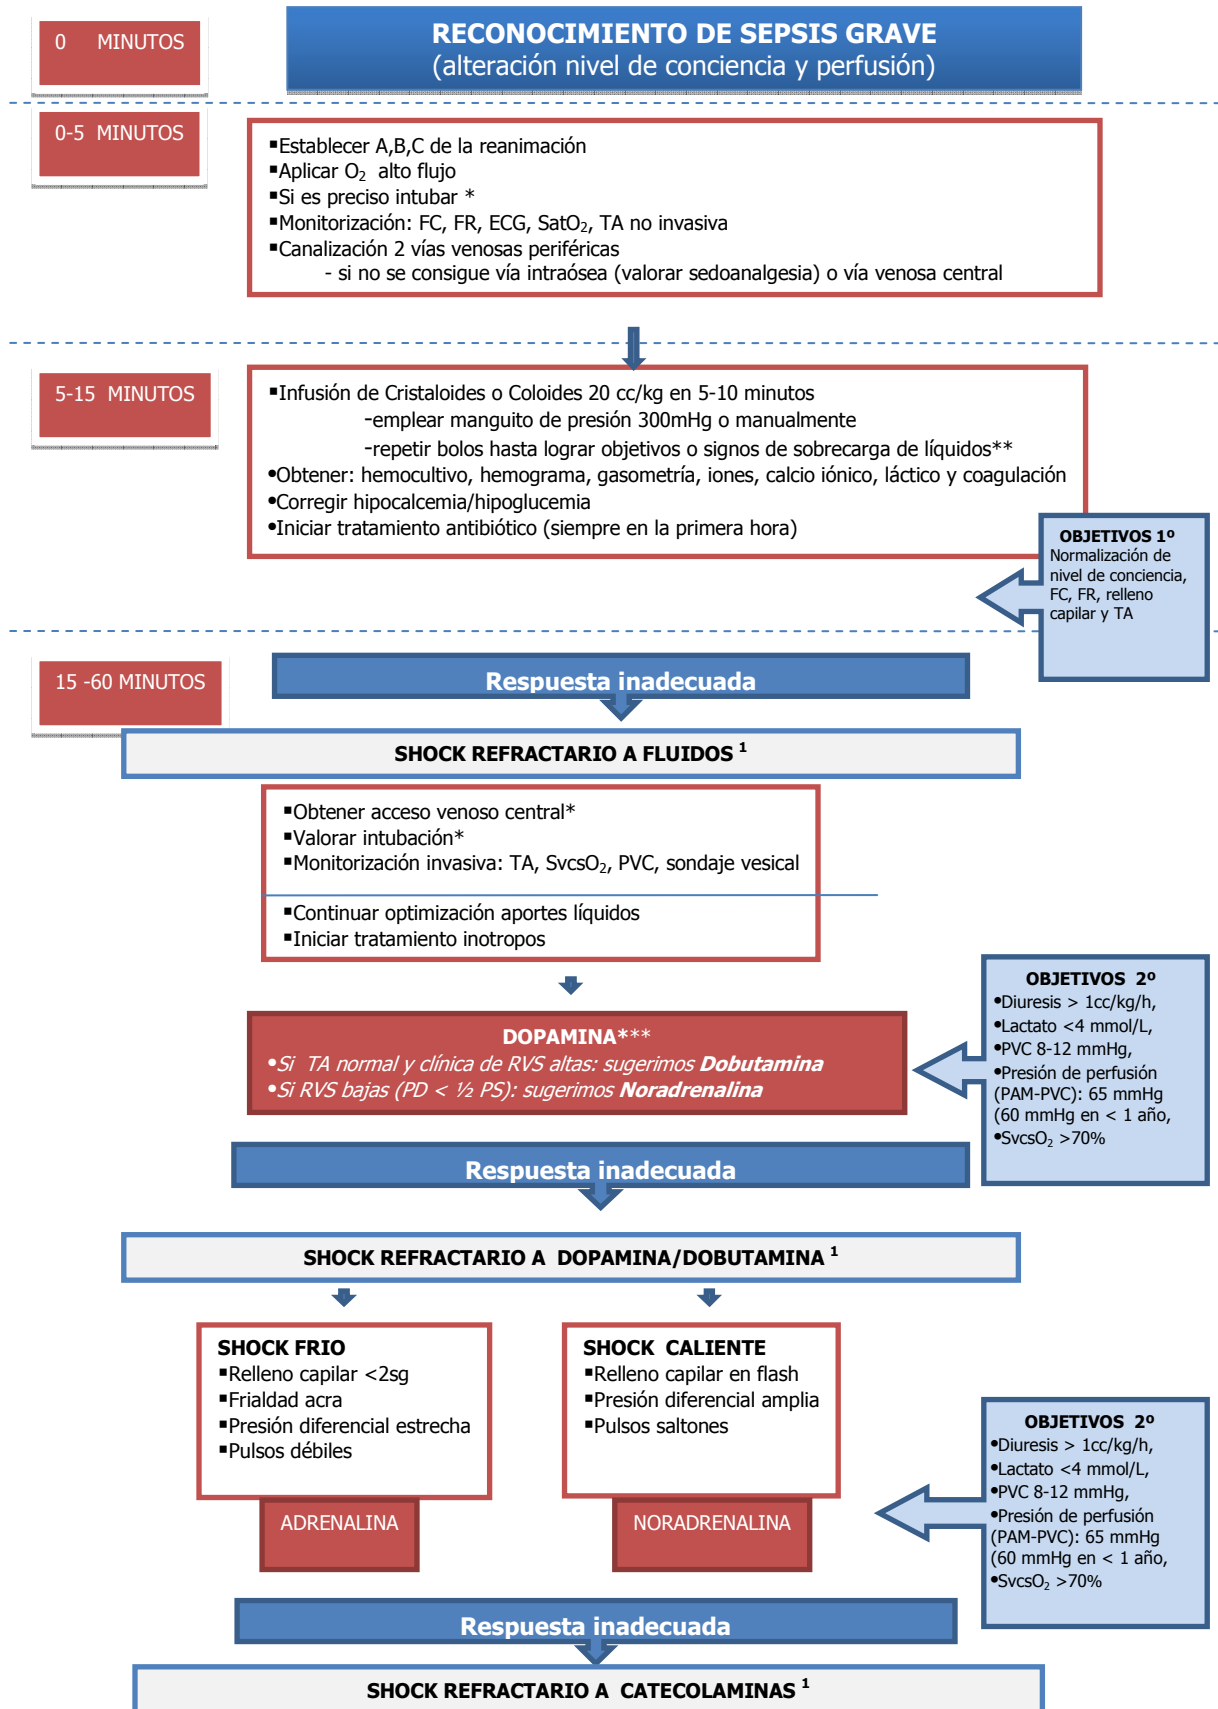 0 MINUTOS
RECONOCIMIENTO DE SEPSIS GRAVE
(alteración nivel de conciencia y perfusión)
0-5 MINUTOS
▪Establecer A,B,C de la reanimación
▪Aplicar O₂ alto flujo
▪Si es preciso intubar *
▪Monitorización: FC, FR, ECG, SatO₂, TA no invasiva
▪Canalización 2 vías venosas periféricas
- si no se consigue vía intraósea (valorar sedoanalgesia) o vía venosa central
5-15 MINUTOS
▪Infusión de Cristaloides o Coloides 20 cc/kg en 5-10 minutos
-emplear manguito de presión 300mHg o manualmente
-repetir bolos hasta lograr objetivos o signos de sobrecarga de líquidos**
•Obtener: hemocultivo, hemograma, gasometría, iones, calcio iónico, láctico y coagulación
•Corregir hipocalcemia/hipoglucemia
•Iniciar tratamiento antibiótico (siempre en la primera hora)
OBJETIVOS 1º
Normalización de
nivel de conciencia,
FC, FR, relleno
capilar y TA
15 -60 MINUTOS
Respuesta inadecuada
SHOCK REFRACTARIO A FLUIDOS ¹
▪Obtener acceso venoso central*
▪Valorar intubación*
▪Monitorización invasiva: TA, SvcsO₂, PVC, sondaje vesical
▪Continuar optimización aportes líquidos
▪Iniciar tratamiento inotropos
DOPAMINA***
•Si TA normal y clínica de RVS altas: sugerimos Dobutamina
•Si RVS bajas (PD < ½ PS): sugerimos Noradrenalina
OBJETIVOS 2º
•Diuresis > 1cc/kg/h,
•Lactato <4 mmol/L,
•PVC 8-12 mmHg,
•Presión de perfusión
(PAM-PVC): 65 mmHg
(60 mmHg en < 1 año,
•SvcsO₂ >70%
Respuesta inadecuada
SHOCK REFRACTARIO A DOPAMINA/DOBUTAMINA ¹
SHOCK FRIO
▪Relleno capilar <2sg
▪Frialdad acra
▪Presión diferencial estrecha
▪Pulsos débiles
ADRENALINA
SHOCK CALIENTE
▪Relleno capilar en flash
▪Presión diferencial amplia
▪Pulsos saltones
NORADRENALINA
OBJETIVOS 2º
•Diuresis > 1cc/kg/h,
•Lactato <4 mmol/L,
•PVC 8-12 mmHg,
•Presión de perfusión
(PAM-PVC): 65 mmHg
(60 mmHg en < 1 año,
•SvcsO₂ >70%
Respuesta inadecuada
SHOCK REFRACTARIO A CATECOLAMINAS ¹